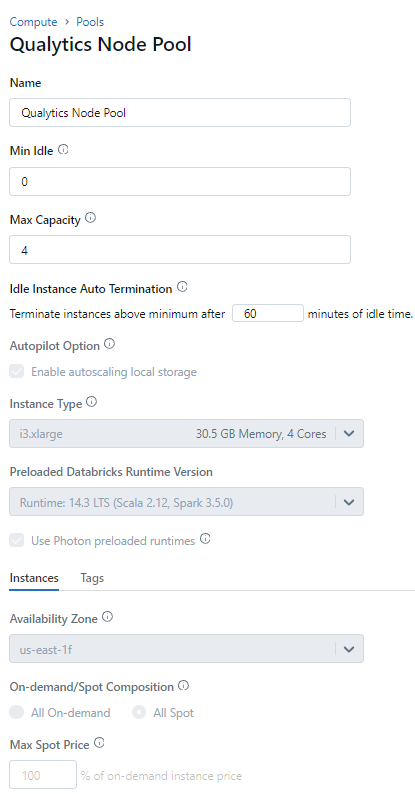 Compute > Pools
Qualytics Node Pool
Name
Qualytics Node Pool
Min Idle
0
Max Capacity
4
Idle Instance Auto Termination
Terminate instances above minimum after 60 minutes of idle time.
Autopilot Option
Enable autoscaling local storage
Instance Type
i3.xlarge 30.5 GB Memory, 4 Cores
Preloaded Databricks Runtime Version
Runtime: 14.3 LTS (Scala 2.12, Spark 3.5.0)
Use Photon preloaded runtimes
Instances Tags
Availability Zone
us-east-1f
On-demand/Spot Composition
All On-demand All Spot
Max Spot Price
100 % of on-demand instance price